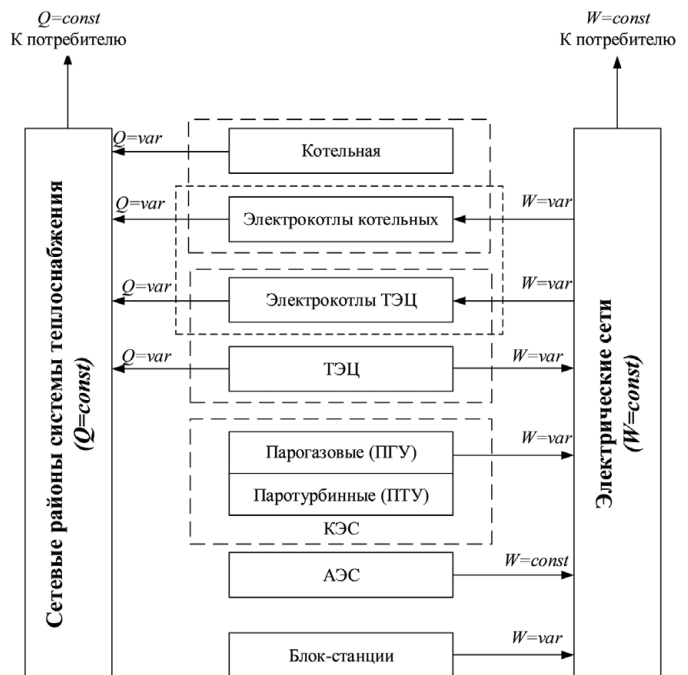 Q=const
К потребителю
W=const
К потребителю
Сетевые районы системы теплоснабжения
(Q=const)
Q=var
Котельная
Q=var
Электрокотлы котельных
W=var
Q=var
Электрокотлы ТЭЦ
W=var
Q=var
ТЭЦ
W=var
Парогазовые (ПГУ)
W=var
Паротурбинные (ПТУ)
КЭС
АЭС
W=const
Блок-станции
W=var
Электрические сети
(W=const)